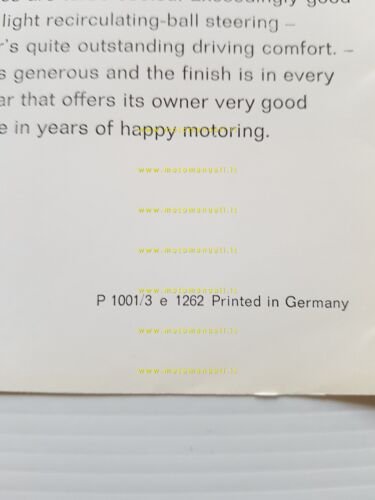 light recirculating-ball steering –
r's quite outstanding driving comfort. –
s generous and the finish is in every
ar that offers its owner very good
e in years of happy motoring.
www.motomanuali.it
www.motomanuali.it
www.motomanuali.it
www.motomanuali.it
P 1001/3 e 1262 Printed in Germany
www.motomanuali.it
www.motomanuali.it